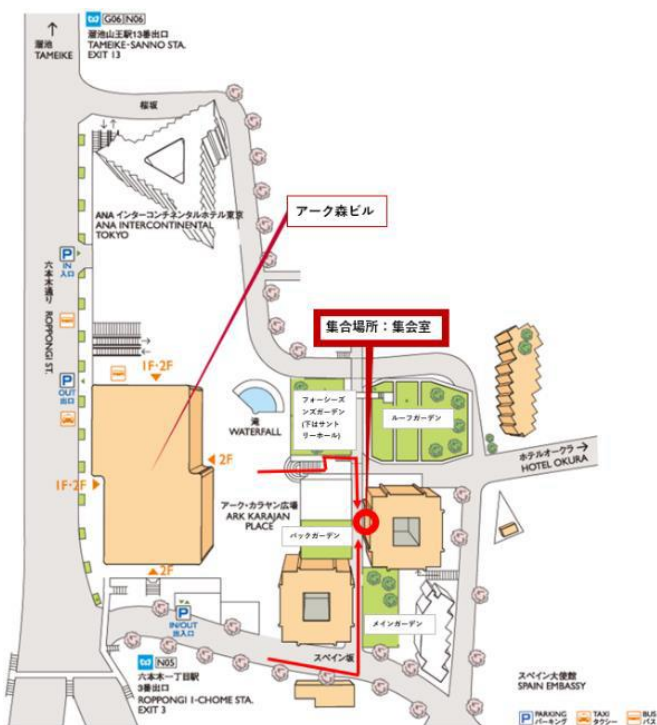 G06 N06
溜池山王駅13番出口
TAMEIKE-SANNO STA.
EXIT 13
溜池
TAMEIKE
桜坂
ANA インターコンチネンタルホテル東京
ANA INTERCONTINENTAL
TOKYO
アーク森ビル
P
IN
入口
六本木通り ROPPONGI ST.
集合場所：集会室
1F・2F
P
OUT
出口
滝
WATERFALL
フォーシーズ
ンズガーデン
(下はサント
リーホール)
ルーフガーデン
2F
ホテルオークラ
HOTEL OKURA
1F・2F
アーク・カラヤン広場
ARK KARAJAN
PLACE
バックガーデン
2F
P
IN/OUT
出入口
メインガーデン
スペイン坂
N05
六本木一丁目駅
3番出口
ROPPONGI 1-CHOME STA.
EXIT 3
スペイン大使館
SPAIN EMBASSY
P PARKING
パーキング
TAXI
タクシー
BUS
バス